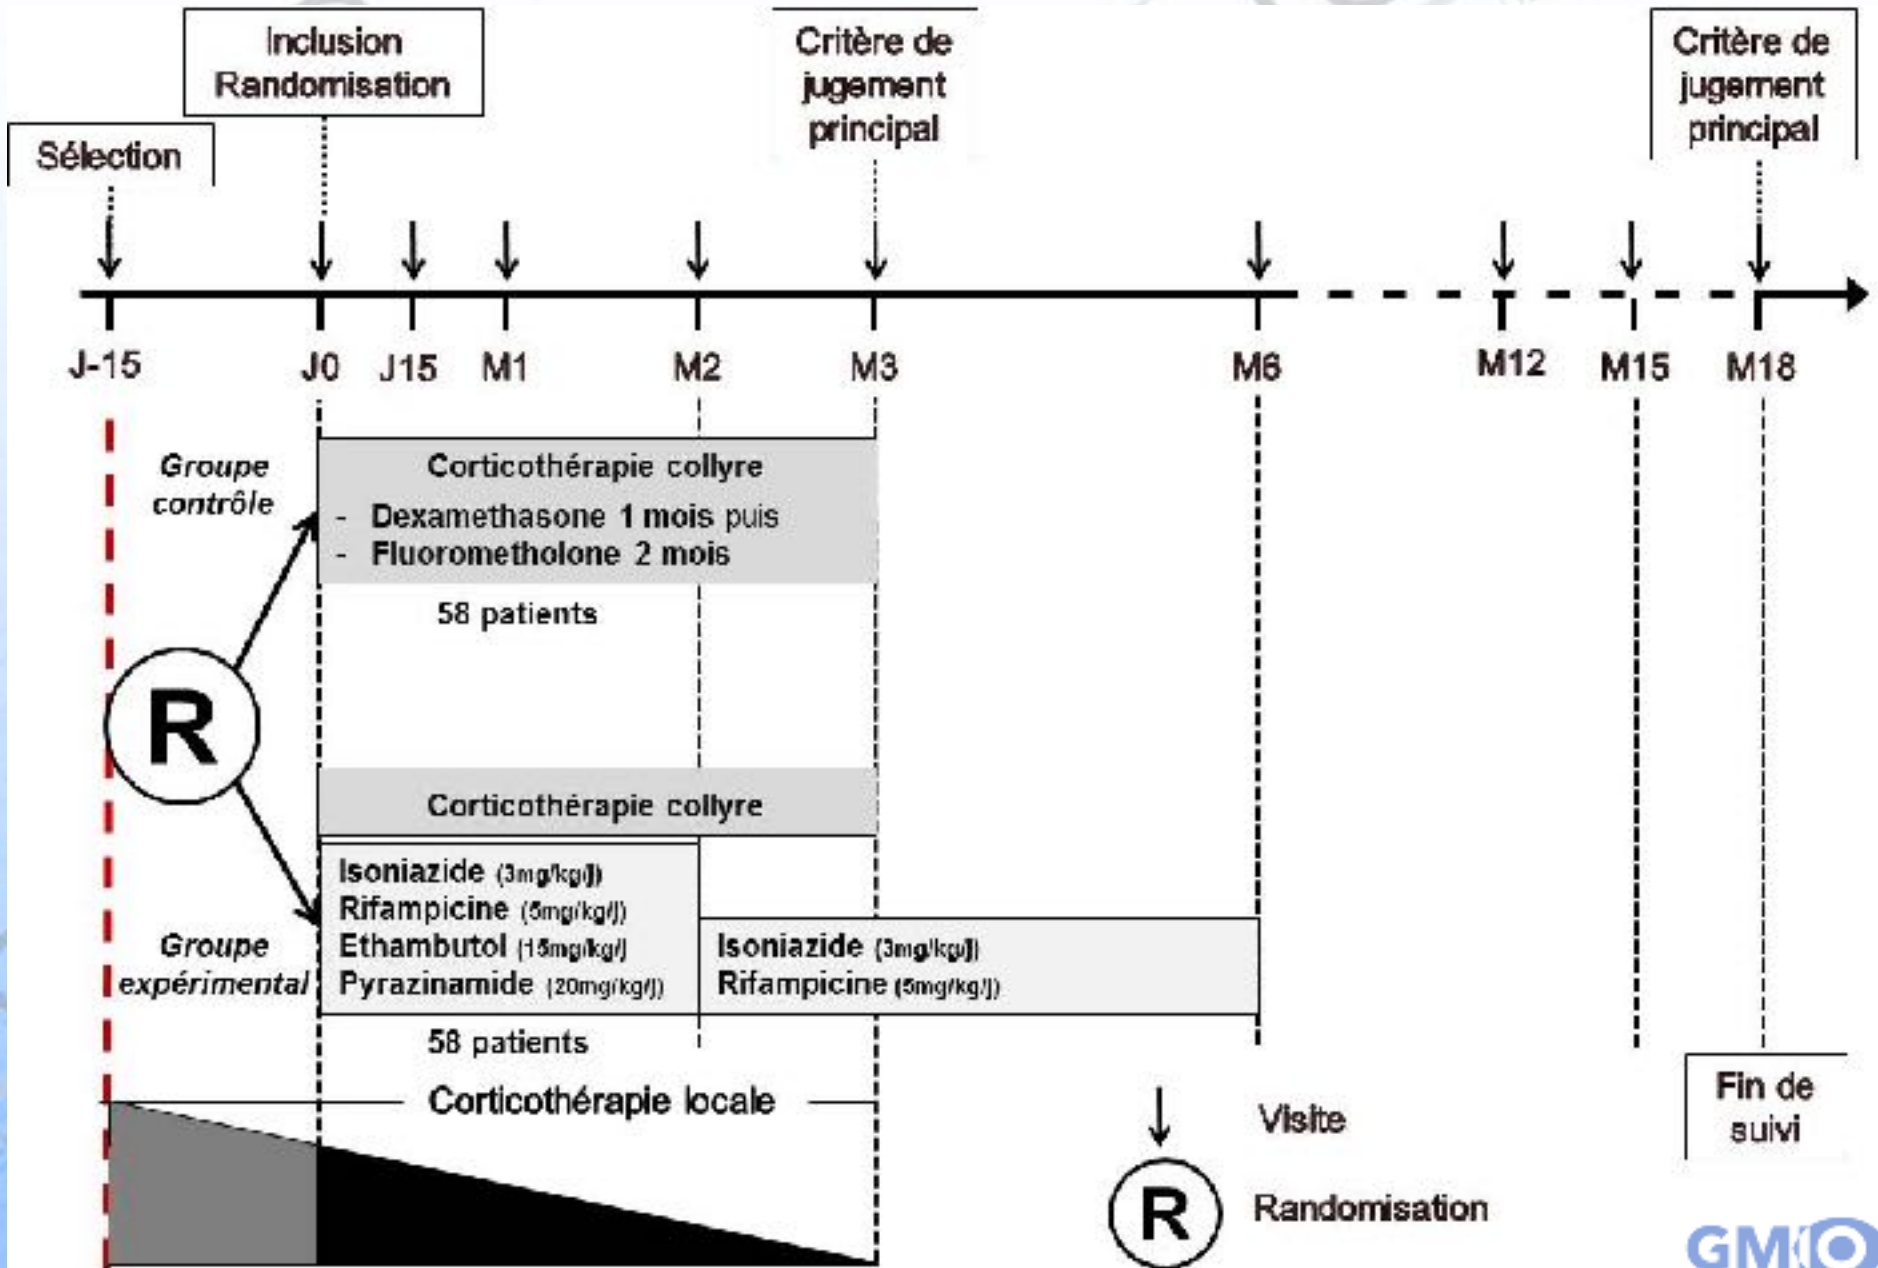 Inclusion
Randomisation
Critère de
jugement
principal
Critère de
jugement
principal
Sélection
J-15
J0
J15
M1
M2
M3
M6
M12
M15
M18
Groupe
contrôle
Corticothérapie collyre
- Dexamethasone 1 mois puis
- Fluorometholone 2 mois
58 patients
R
Corticothérapie collyre
Groupe
expérimental
Isoniazide (3mg/kg/j)
Rifampicine (5mg/kg/j)
Ethambutol (15mg/kg/j
Pyrazinamide (20mg/kg/j)
Isoniazide (3mg/kg/j)
Rifampicine (5mg/kg/j)
58 patients
Corticothérapie locale
Visite
R
Randomisation
Fin de
suivi
GMIO